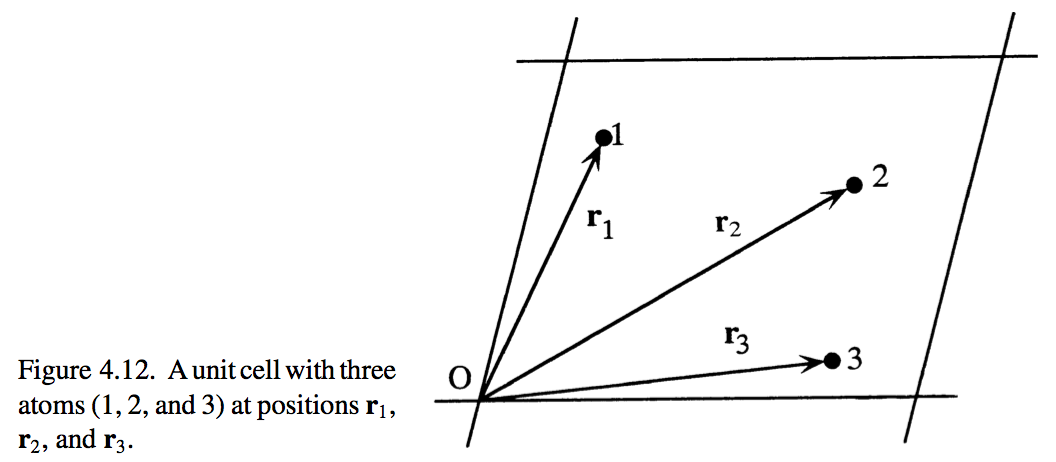 1
2
r1
r2
r3
3
O
Figure 4.12. A unit cell with three
atoms (1, 2, and 3) at positions r1,
r2, and r3.